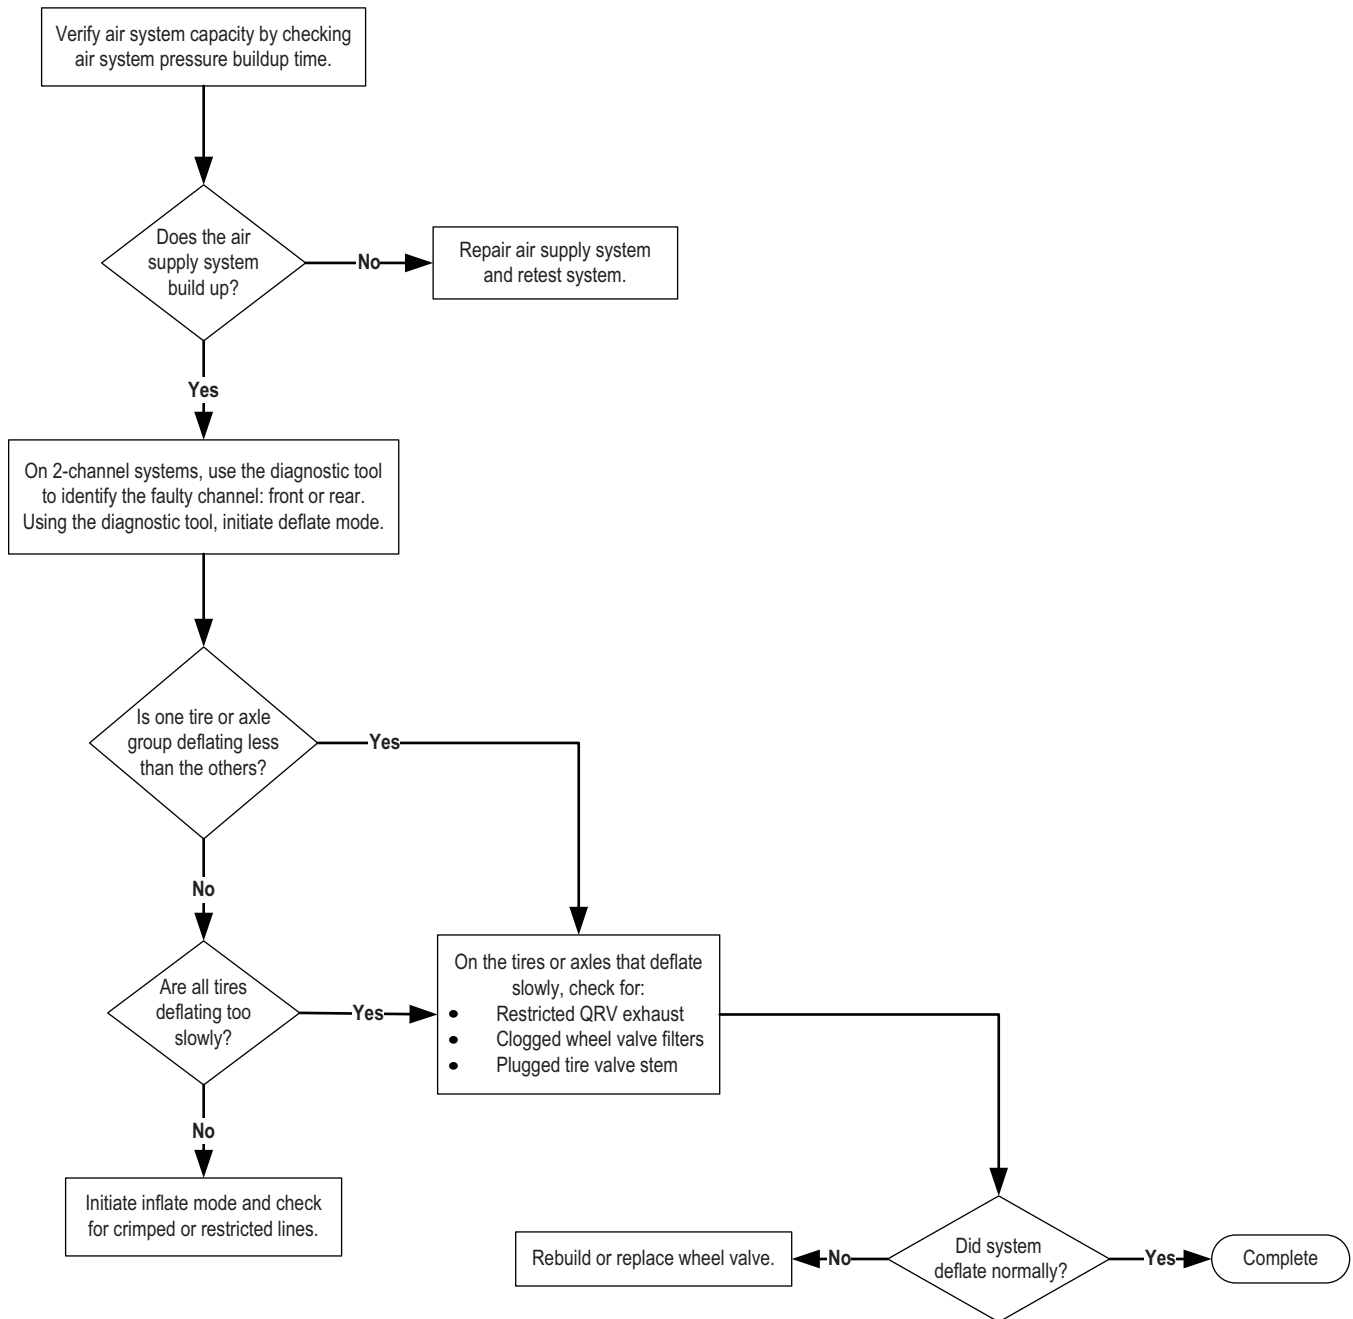 Verify air system capacity by checking
air system pressure buildup time.
Does the air
supply system
build up?
No
Repair air supply system
and retest system.
Yes
On 2-channel systems, use the diagnostic tool
to identify the faulty channel: front or rear.
Using the diagnostic tool, initiate deflate mode.
Is one tire or axle
group deflating less
than the others?
Yes
No
Are all tires
deflating too
slowly?
Yes
On the tires or axles that deflate
slowly, check for:
• Restricted QRV exhaust
• Clogged wheel valve filters
• Plugged tire valve stem
No
Initiate inflate mode and check
for crimped or restricted lines.
Did system
deflate normally?
No
Rebuild or replace wheel valve.
Yes
Complete